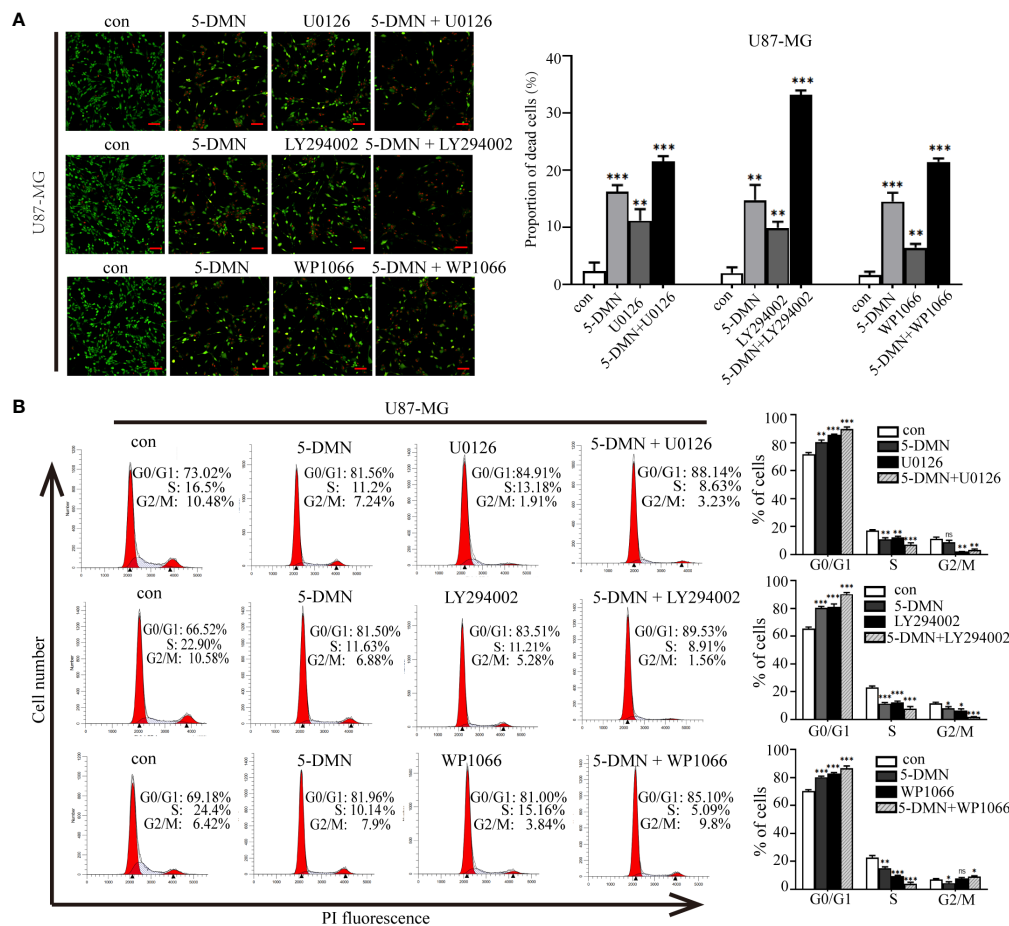 A
con 5-DMN U0126 5-DMN + U0126
con 5-DMN LY294002 5-DMN + LY294002
con 5-DMN WP1066 5-DMN + WP1066
U87-MG
U87-MG
Proportion of dead cells (%)
40
30
20
10
0
*** ** ***
** ** ***
*** ** ***
con 5-DMN U0126 5-DMN+U0126
con 5-DMN LY294002 5-DMN+LY294002
con 5-DMN WP1066 5-DMN+WP1066
B
U87-MG
Cell number
con
G0/G1: 73.02%
S: 16.5%
G2/M: 10.48%
5-DMN
G0/G1: 81.56%
S: 11.2%
G2/M: 7.24%
U0126
G0/G1:84.91%
S:13.18%
G2/M: 1.91%
5-DMN + U0126
G0/G1: 88.14%
S: 8.63%
G2/M: 3.23%
con
G0/G1: 66.52%
S: 22.90%
G2/M: 10.58%
5-DMN
G0/G1: 81.50%
S: 11.63%
G2/M: 6.88%
LY294002
G0/G1: 83.51%
S: 11.21%
G2/M: 5.28%
5-DMN + LY294002
G0/G1: 89.53%
S: 8.91%
G2/M: 1.56%
con
G0/G1: 69.18%
S: 24.4%
G2/M: 6.42%
5-DMN
G0/G1: 81.96%
S: 10.14%
G2/M: 7.9%
WP1066
G0/G1: 81.00%
S: 15.16%
G2/M: 3.84%
5-DMN + WP1066
G0/G1: 85.10%
S: 5.09%
G2/M: 9.8%
PI fluorescence
% of cells
100
80
60
40
20
0
** *** ***
** ** ***
ns ** **
con
5-DMN
U0126
5-DMN+U0126
G0/G1 S G2/M
% of cells
100
80
60
40
20
0
*** *** ***
*** *** ***
* * ***
con
5-DMN
LY294002
5-DMN+LY294002
G0/G1 S G2/M
% of cells
100
80
60
40
20
0
*** *** ***
** *** ***
* ns *
con
5-DMN
WP1066
5-DMN+WP1066
G0/G1 S G2/M